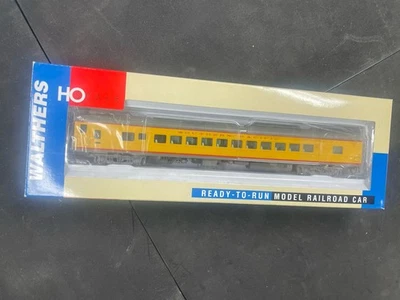 WALTHERS
HO
READY-TO-RUN MODEL RAILROAD CAR